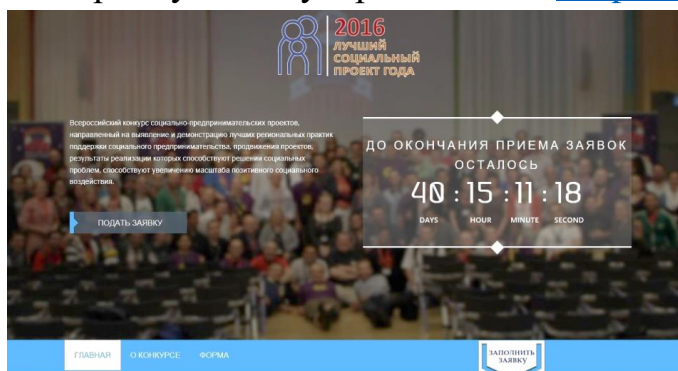 2016
ЛУЧШИЙ
СОЦИАЛЬНЫЙ
ПРОЕКТ ГОДА
Всероссийский конкурс социально-предпринимательских проектов,
направленный на выявление и демонстрацию лучших региональных практик
поддержки социального предпринимательства, продвижения проектов,
результаты реализации которых способствуют решении социальных
проблем, способствуют увеличению масштаба позитивного социального
воздействия.
ПОДАТЬ ЗАЯВКУ
ДО ОКОНЧАНИЯ ПРИЕМА ЗАЯВОК
ОСТАЛОСЬ
40 : 15 : 11 : 18
DAYS HOUR MINUTE SECOND
ГЛАВНАЯ О КОНКУРСЕ ФОРМА
ЗАПОЛНИТЬ
ЗАЯВКУ